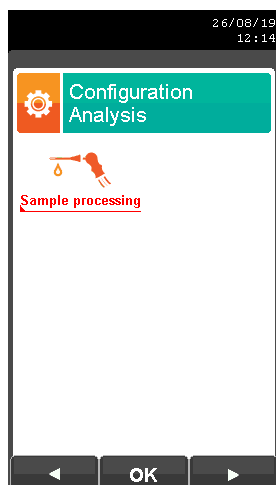 26/08/19
12:14
Configuration
Analysis
Sample processing
OK